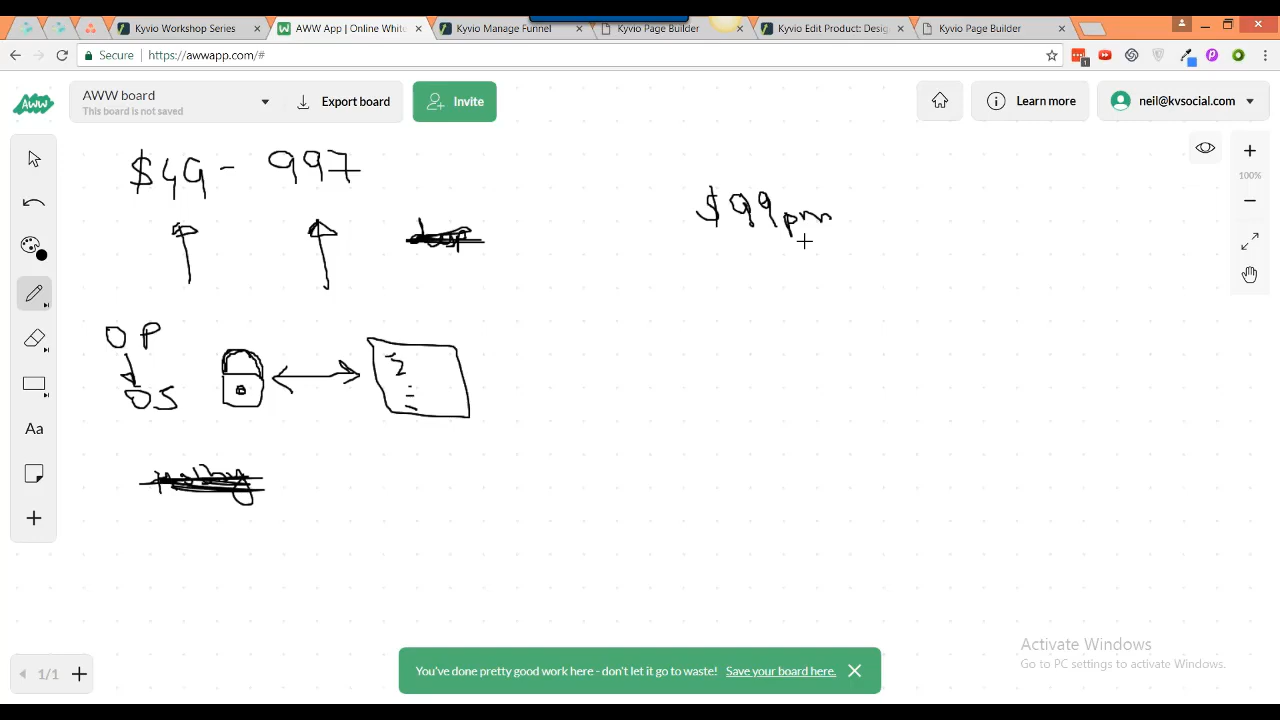 Kyvio Workshop Series
AWW App | Online White
Kyvio Manage Funnel
Kyvio Page Builder
Kyvio Edit Product: Desig
Kyvio Page Builder
Secure
https://awwapp.com/#
AWW
AWW board
This board is not saved
Export board
Invite
Learn more
neil@kvsocial.com
$49 - 997
$99pm
100%
OP
OS
Aa
1/1
You've done pretty good work here - don't let it go to waste! Save your board here.
Activate Windows
Go to PC settings to activate Windows.